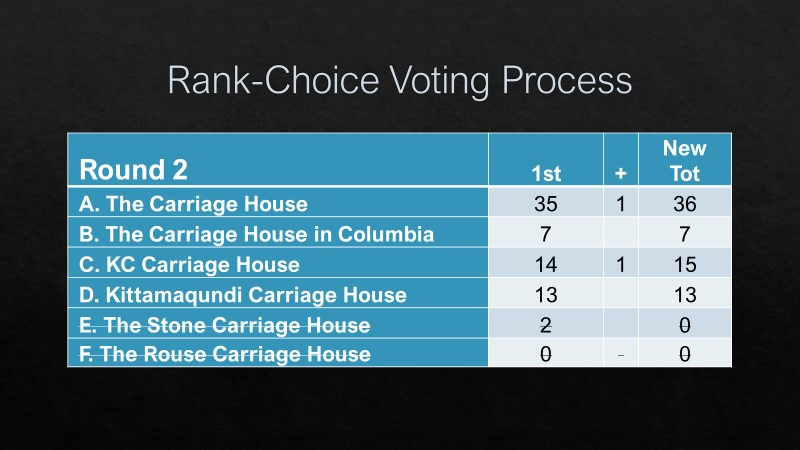 Rank-Choice Voting Process
Round 2 1st + New Tot
A. The Carriage House 35 1 36
B. The Carriage House in Columbia 7 7
C. KC Carriage House 14 1 15
D. Kittamaqundi Carriage House 13 13
E. The Stone Carriage House 2 0
F. The Rouse Carriage House 0 - 0